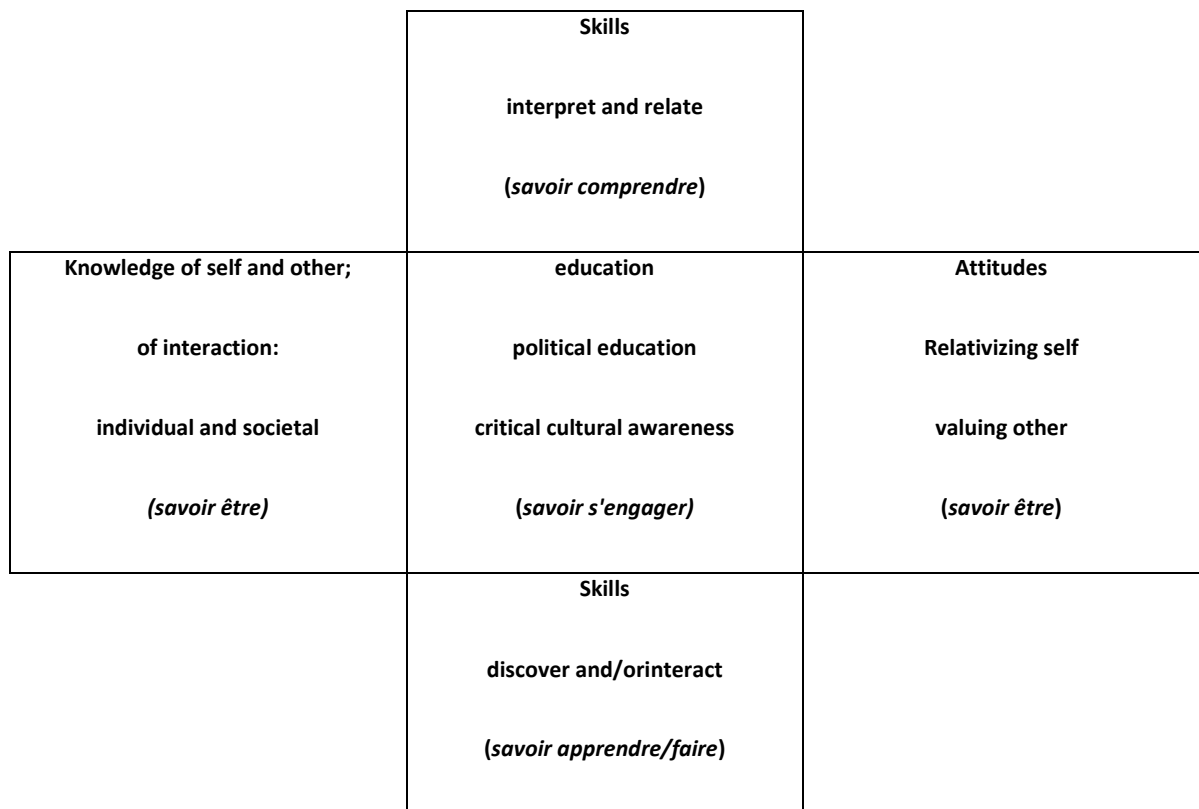 Skills
interpret and relate
(savoir comprendre)
Knowledge of self and other;
of interaction:
individual and societal
(savoir être)
education
political education
critical cultural awareness
(savoir s'engager)
Attitudes
Relativizing self
valuing other
(savoir être)
Skills
discover and/orinteract
(savoir apprendre/faire)